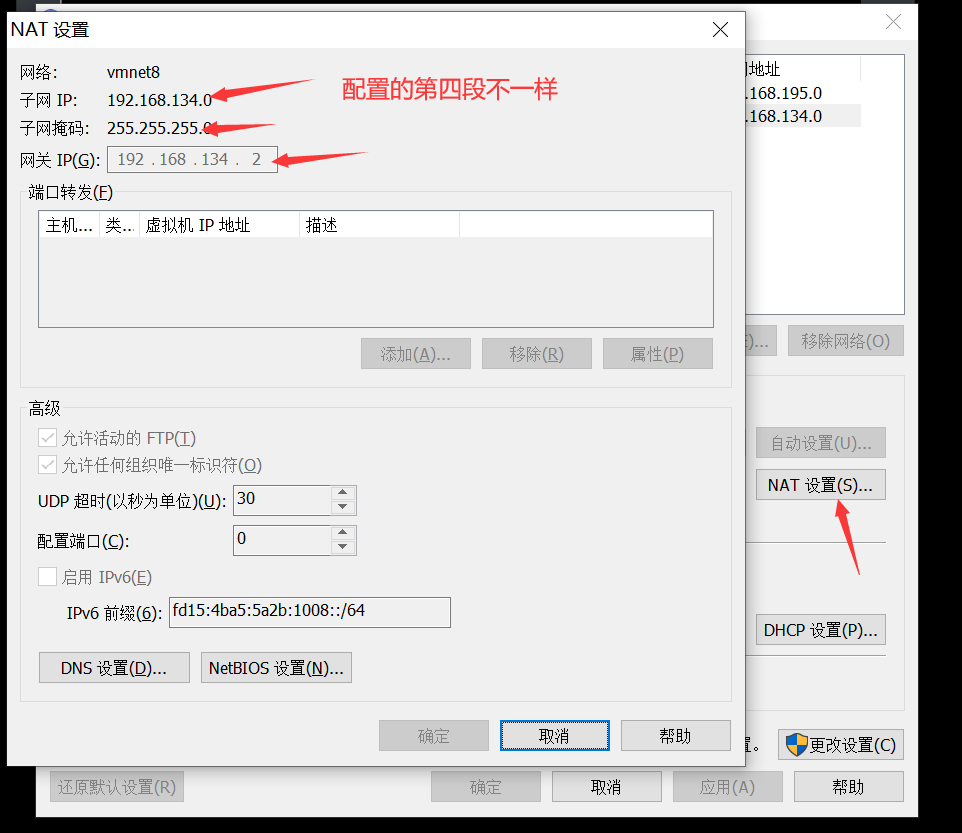 NAT 设置
网络: vmnet8
子网 IP: 192.168.134.0
配置的第四段不一样
子网掩码: 255.255.255.0
网关 IP(G): 192 . 168 . 134 . 2
端口转发(F)
主机... 类... 虚拟机 IP 地址 描述
添加(A)... 移除(R) 属性(P)
高级
允许活动的 FTP(T)
允许任何组织唯一标识符(O)
UDP 超时(以秒为单位)(U): 30
配置端口(C): 0
启用 IPv6(E)
IPv6 前缀(6): fd15:4ba5:5a2b:1008::/64
DNS 设置(D)... NetBIOS 设置(N)...
确定 取消 帮助
地址
.168.195.0
.168.134.0
)... 移除网络(O)
自动设置(U)...
NAT 设置(S)...
DHCP 设置(P)...
。 更改设置(C)
还原默认设置(R) 确定 取消 应用(A) 帮助